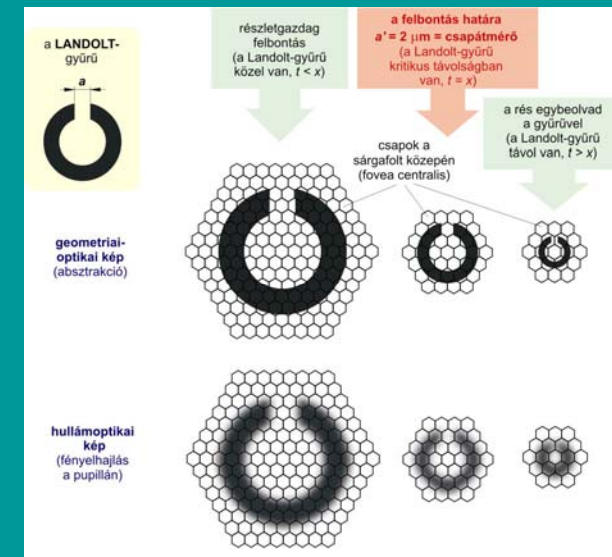 a LANDOLT-
gyűrű
a
részletgazdag
felbontás
(a Landolt-gyűrű
közel van, t < x)
a felbontás határa
a' = 2 μm = csapátmérő
(a Landolt-gyűrű
kritikus távolságban
van, t = x)
a rés egybeolvad
a gyűrűvel
(a Landolt-gyűrű
távol van, t > x)
csapok a
sárgafolt közepén
(fovea centralis)
geometriai-
optikai kép
(absztrakció)
hullámoptikai
kép
(fényelhajlás
a pupillán)